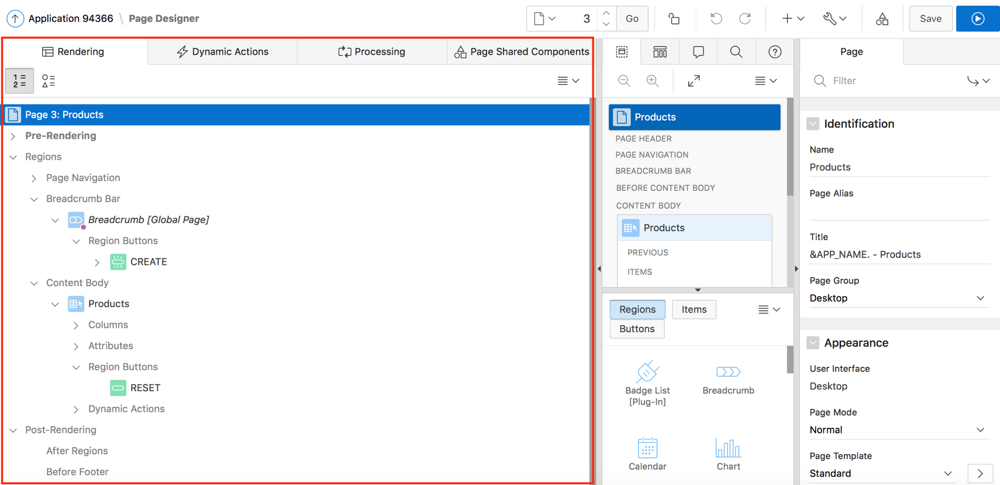 Application 94366 \ Page Designer
3
Go
Save
Rendering
Dynamic Actions
Processing
Page Shared Components
1
2
Page 3: Products
Pre-Rendering
Regions
Page Navigation
Breadcrumb Bar
Breadcrumb [Global Page]
Region Buttons
CREATE
Content Body
Products
Columns
Attributes
Region Buttons
RESET
Dynamic Actions
Post-Rendering
After Regions
Before Footer
Products
PAGE HEADER
PAGE NAVIGATION
BREADCRUMB BAR
BEFORE CONTENT BODY
CONTENT BODY
Products
PREVIOUS
ITEMS
Regions
Items
Buttons
Badge List
[Plug-In]
Breadcrumb
Calendar
Chart
Page
Filter
Identification
Name
Products
Page Alias
Title
&APP_NAME. - Products
Page Group
Desktop
Appearance
User Interface
Desktop
Page Mode
Normal
Page Template
Standard